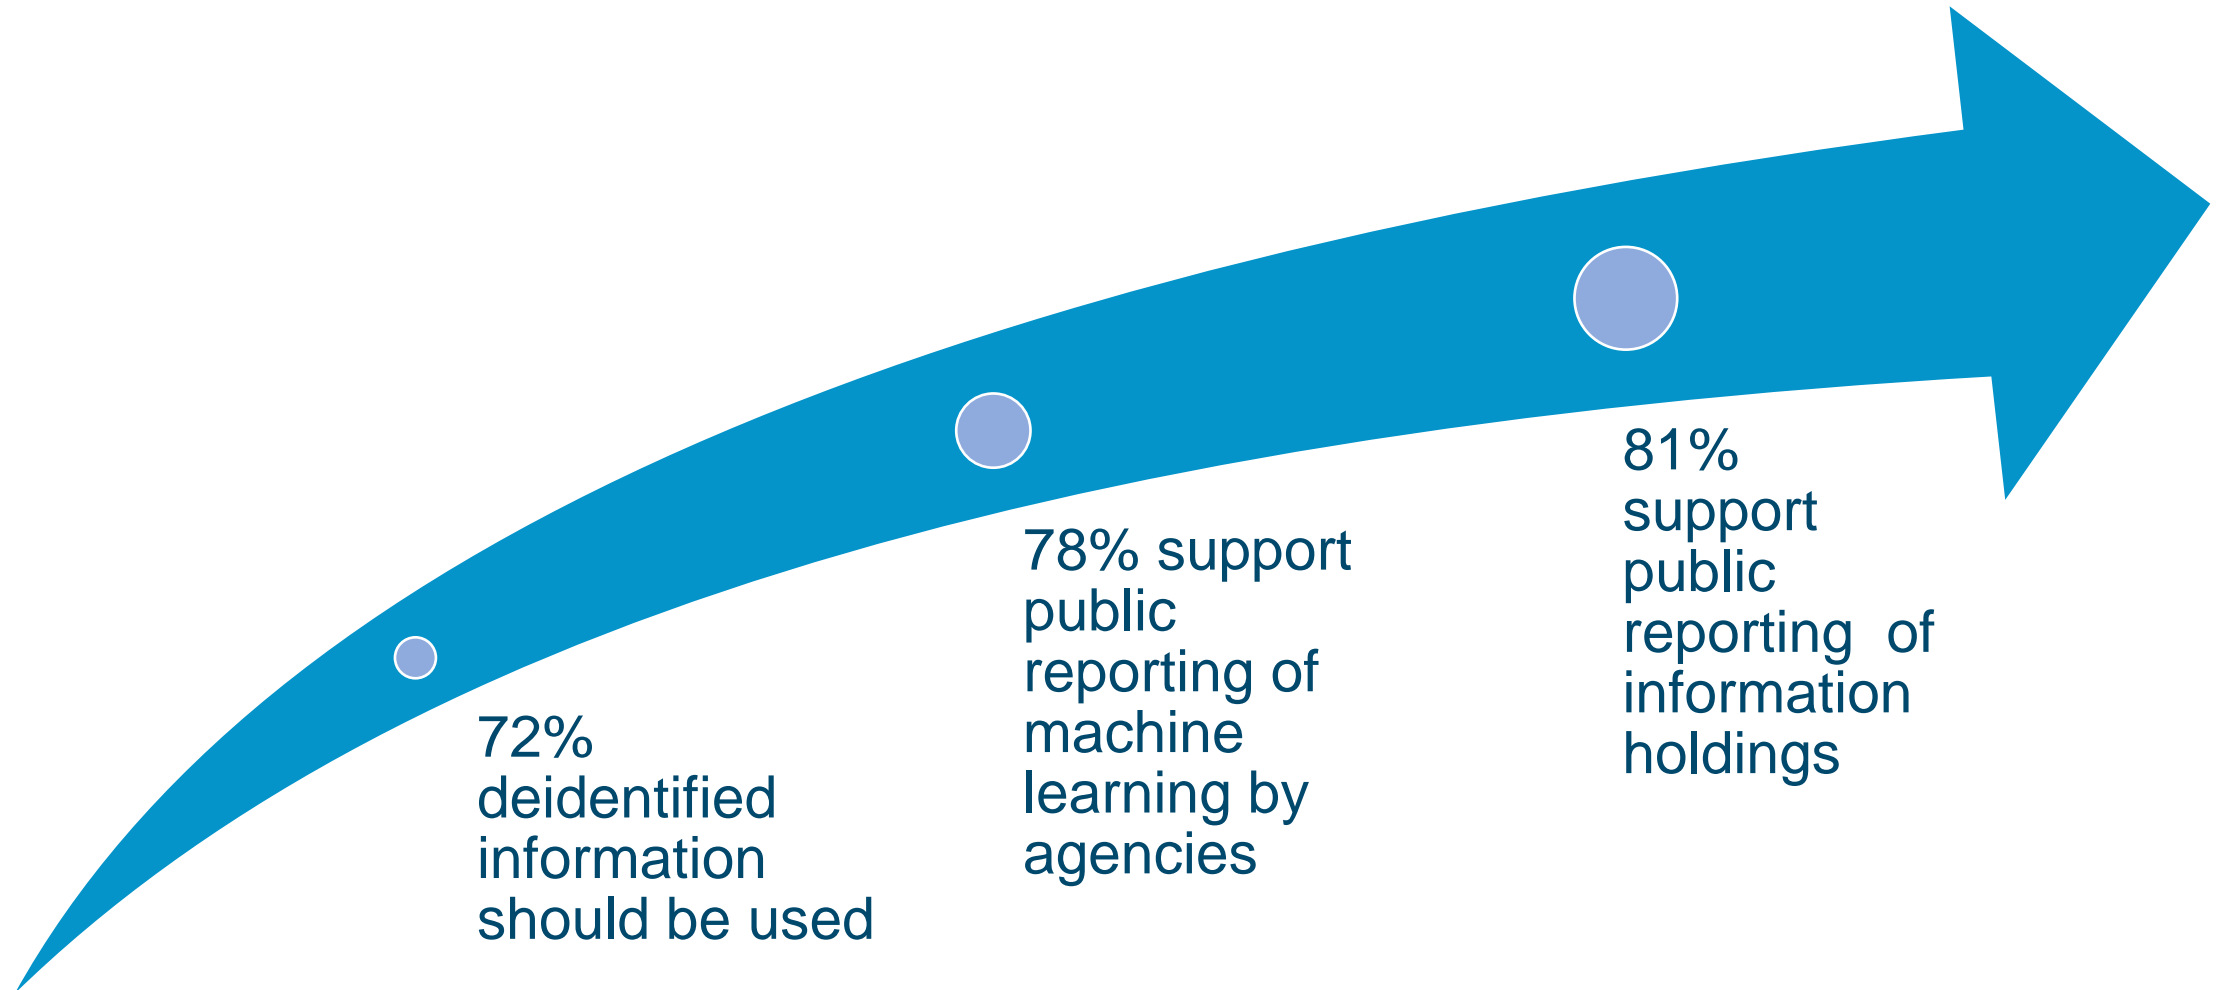 72%
deidentified
information
should be used
78% support
public
reporting of
machine
learning by
agencies
81%
support
public
reporting  of
information
holdings